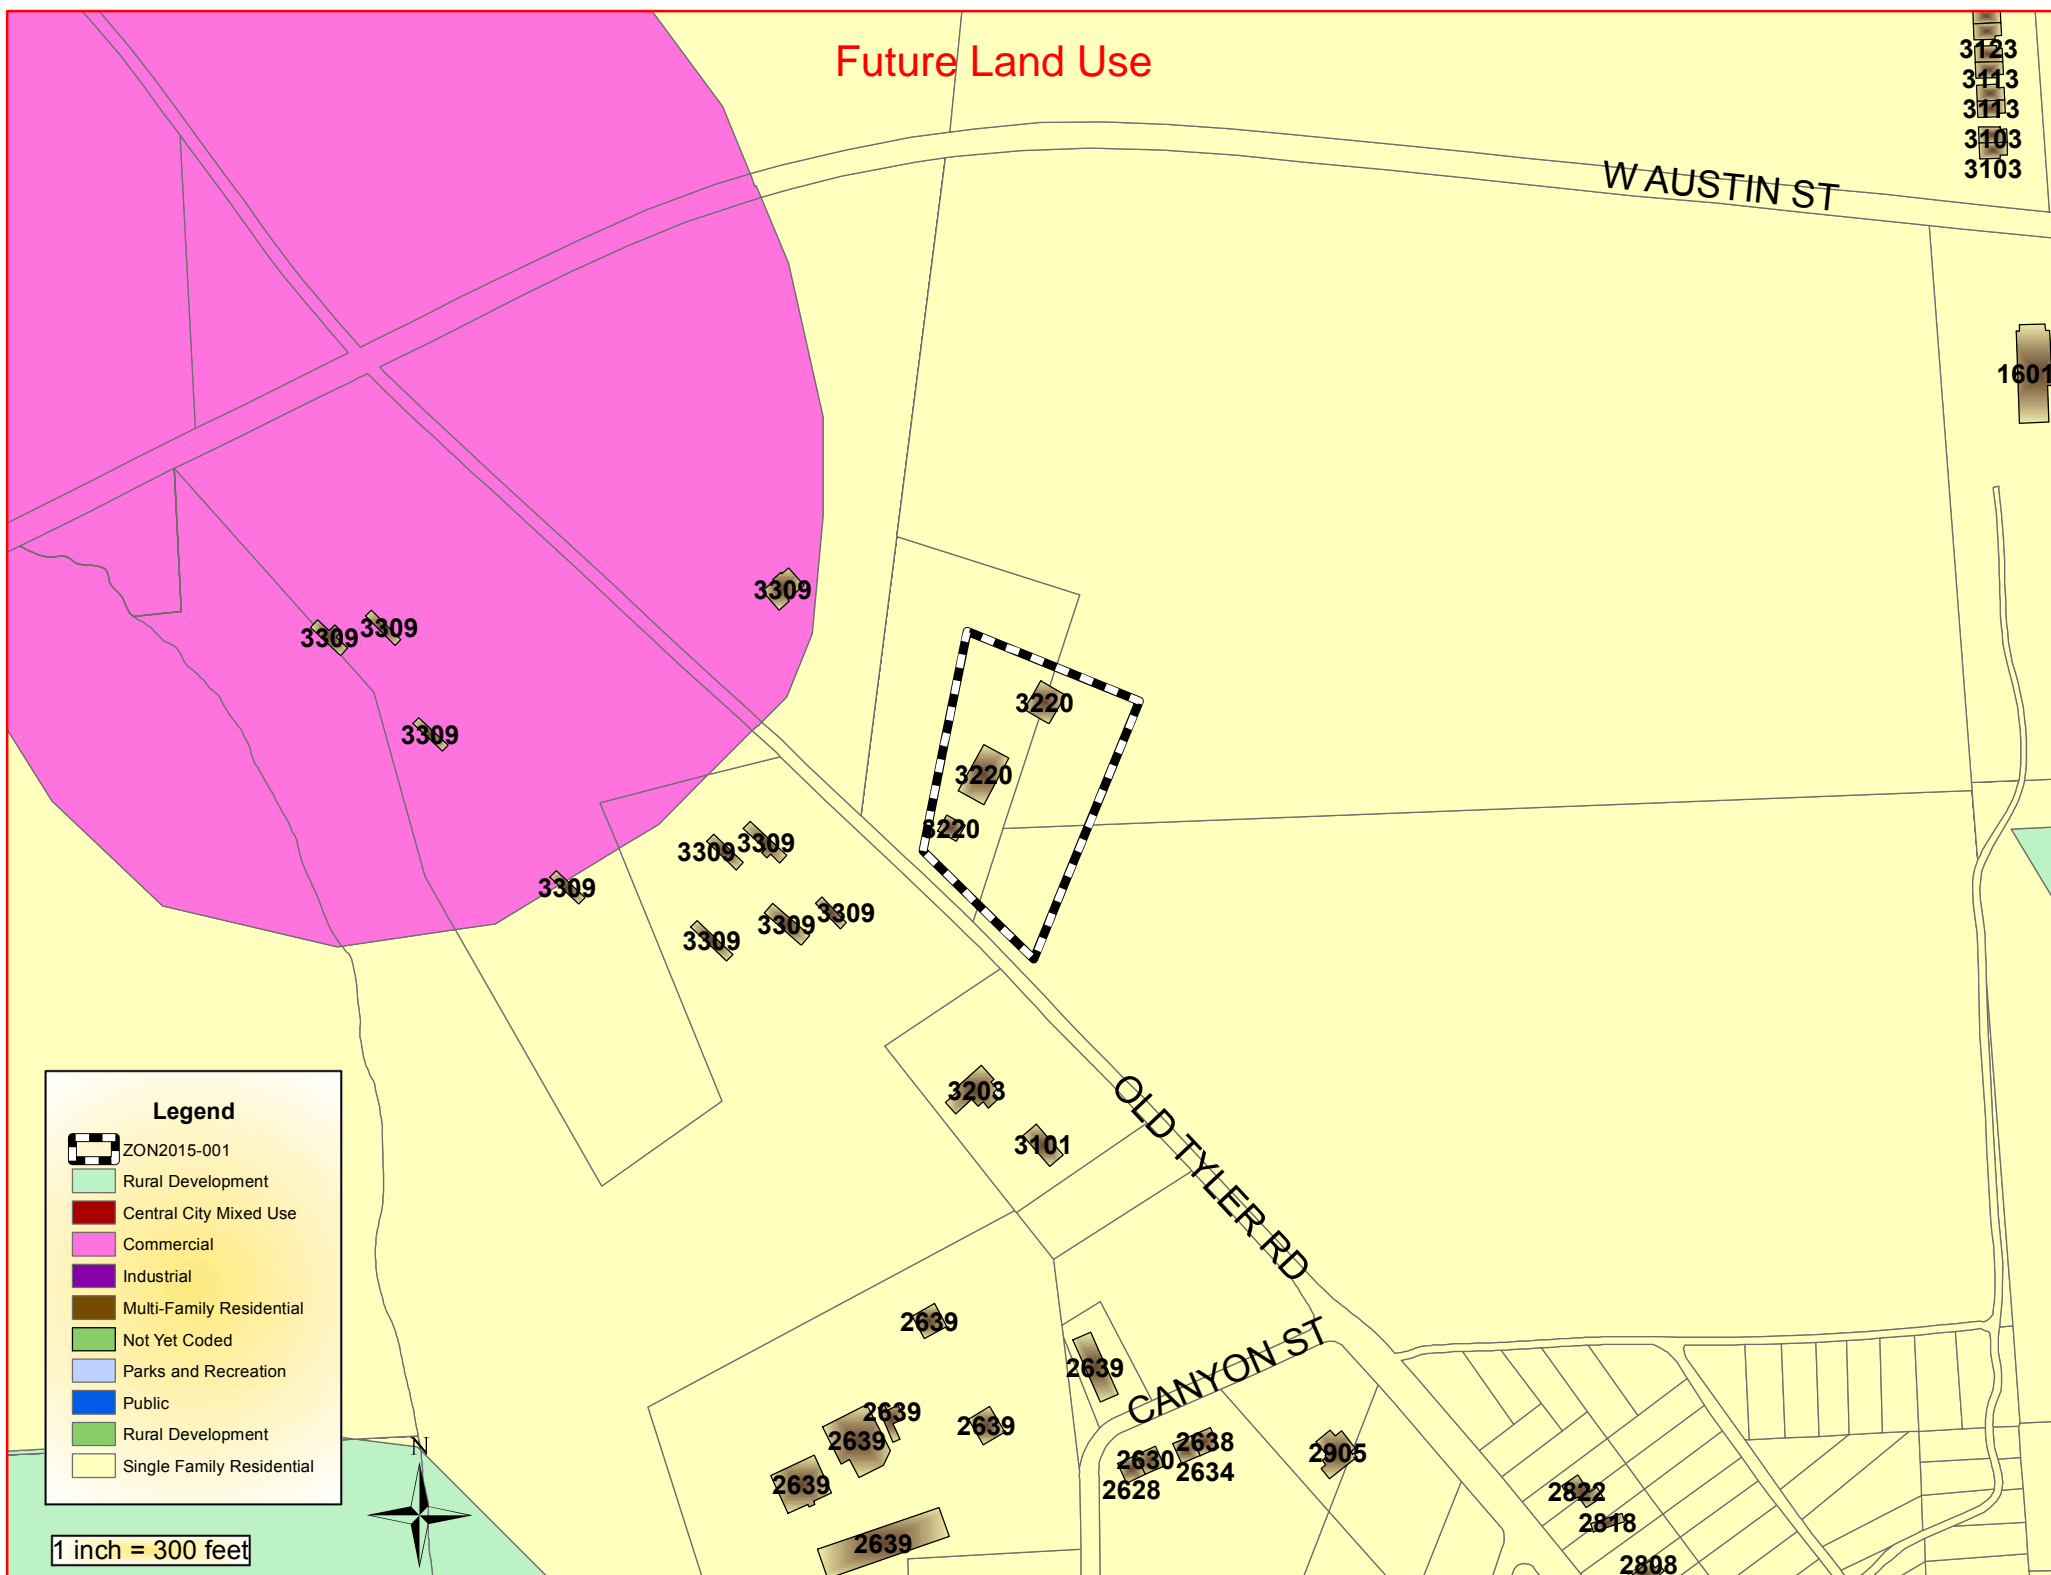 Future Land Use
3123
3113
3113
3103
3103
W AUSTIN ST
1601
3309
3309
3309
3309
3220
3220
3220
3309
3309
3309
3309
3309
3309
3203
3101
OLD TYLER RD
CANYON ST
2639
2639
2639
2639
2639
2639
2639
2638
2630
2634
2628
2905
2822
2818
2808
Legend
ZON2015-001
Rural Development
Central City Mixed Use
Commercial
Industrial
Multi-Family Residential
Not Yet Coded
Parks and Recreation
Public
Rural Development
Single Family Residential
N
1 inch = 300 feet